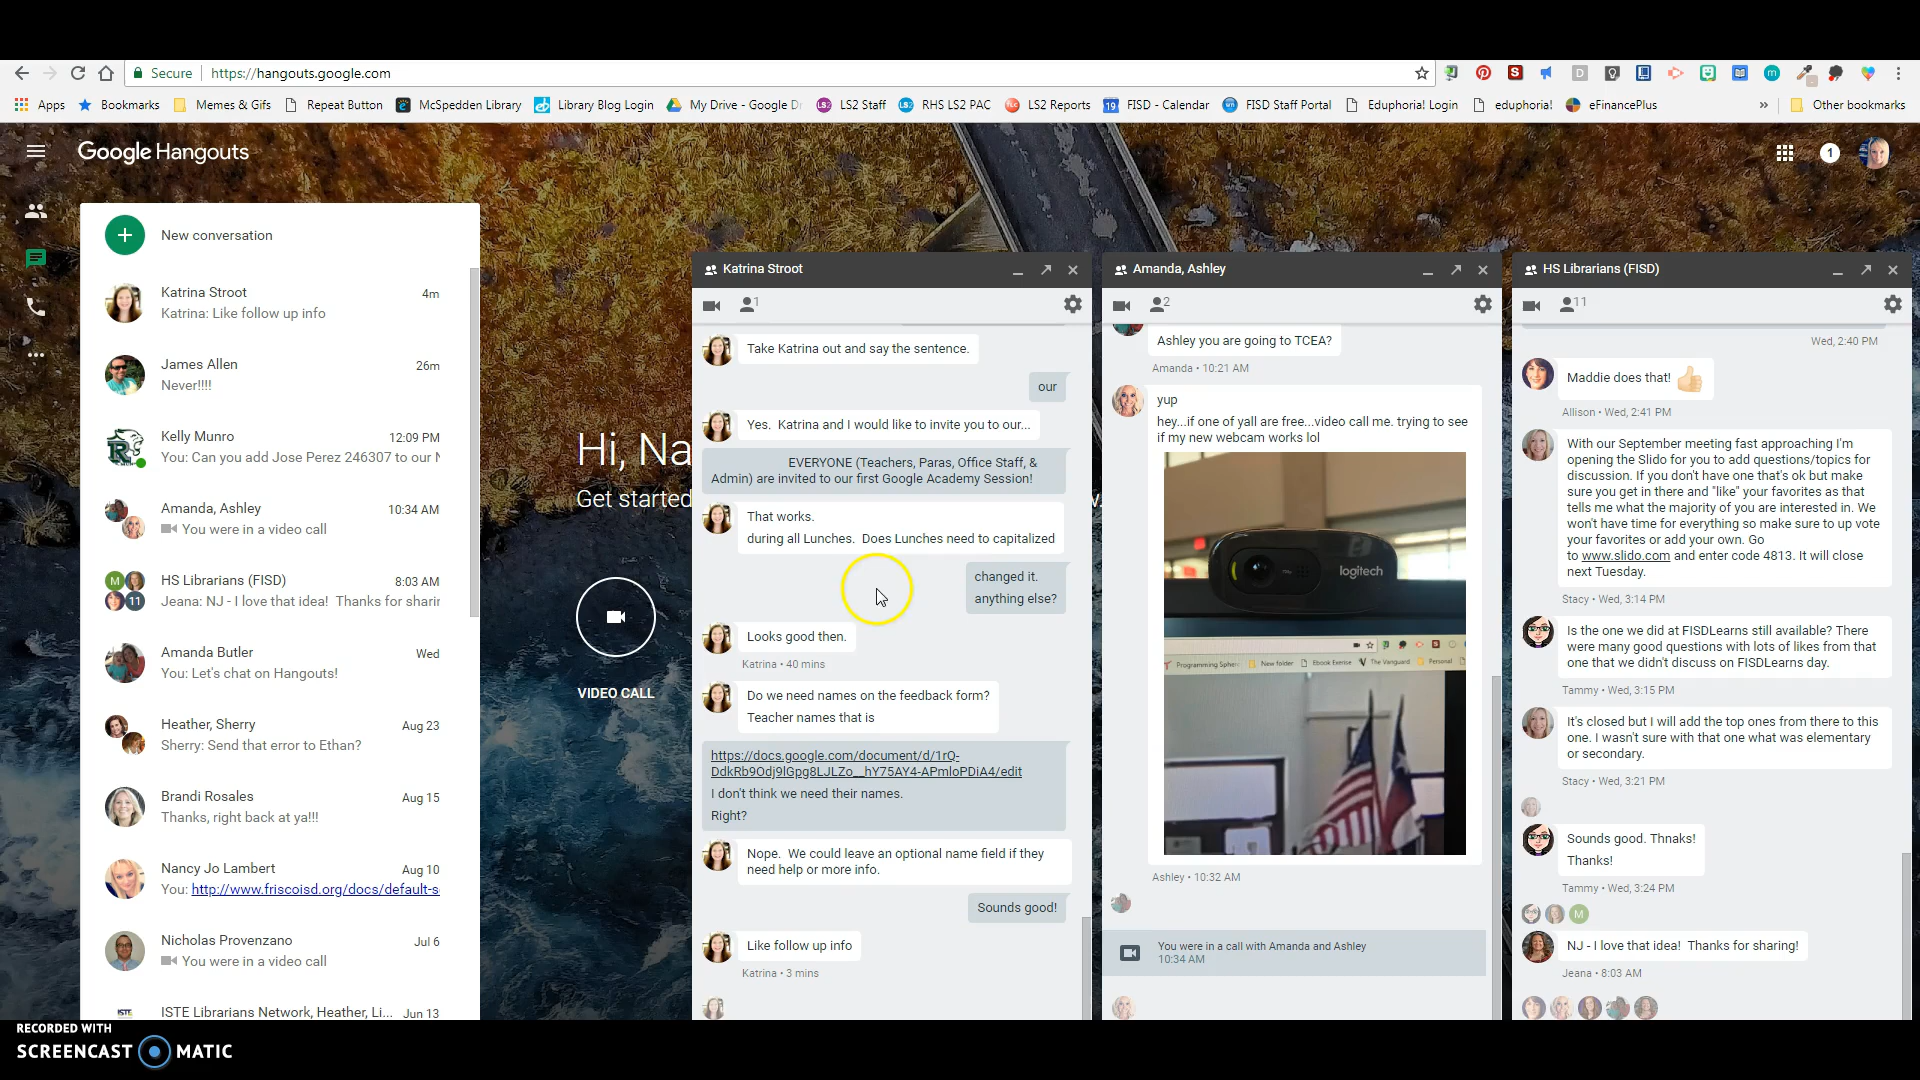 Secure
https://hangouts.google.com
Apps
Bookmarks
Memes & Gifs
Repeat Button
McSpedden Library
Library Blog Login
My Drive - Google Dr
LS2 Staff
RHS LS2 PAC
LS2 Reports
FISD - Calendar
FISD Staff Portal
Eduphoria! Login
eduphoria!
eFinancePlus
»
Other bookmarks
Google Hangouts
1
New conversation
Katrina Stroot
4m
Katrina: Like follow up info
James Allen
26m
Never!!!!
Kelly Munro
12:09 PM
You: Can you add Jose Perez 246307 to our N
Amanda, Ashley
10:34 AM
You were in a video call
HS Librarians (FISD)
8:03 AM
M
11
Jeana: NJ - I love that idea!  Thanks for sharin
Amanda Butler
Wed
You: Let's chat on Hangouts!
Heather, Sherry
Aug 23
Sherry: Send that error to Ethan?
Brandi Rosales
Aug 15
Thanks, right back at ya!!!
Nancy Jo Lambert
Aug 10
You: http://www.friscoisd.org/docs/default-s
Nicholas Provenzano
Jul 6
You were in a video call
ISTE
ISTE Librarians Network, Heather, Li...
Jun 13
Hi, Na
Get started
VIDEO CALL
Katrina Stroot
1
Take Katrina out and say the sentence.
our
Yes.  Katrina and I would like to invite you to our...
EVERYONE (Teachers, Paras, Office Staff, &
Admin) are invited to our first Google Academy Session!
That works.
during all Lunches.  Does Lunches need to capitalized
changed it.
anything else?
Looks good then.
Katrina • 40 mins
Do we need names on the feedback form?
Teacher names that is
https://docs.google.com/document/d/1rQ-
DdkRb9Odj9lGpg8LJLZo__hY75AY4-APmloPDiA4/edit
I don't think we need their names.
Right?
Nope.  We could leave an optional name field if they
need help or more info.
Sounds good!
Like follow up info
Katrina • 3 mins
Amanda, Ashley
2
Ashley you are going to TCEA?
Amanda • 10:21 AM
yup
hey...if one of yall are free...video call me. trying to see
if my new webcam works lol
logitech
Programming Spher
New folder
Ebook Exerise
The Vanguard
Personal
Ashley • 10:32 AM
You were in a call with Amanda and Ashley
10:34 AM
HS Librarians (FISD)
11
Wed, 2:40 PM
Maddie does that!
Allison • Wed, 2:41 PM
With our September meeting fast approaching I'm
opening the Slido for you to add questions/topics for
discussion. If you don't have one that's ok but make
sure you get in there and "like" your favorites as that
tells me what the majority of you are interested in. We
won't have time for everything so make sure to up vote
your favorites or add your own. Go
to www.slido.com and enter code 4813. It will close
next Tuesday.
Stacy • Wed, 3:14 PM
Is the one we did at FISDLearns still available? There
were many good questions with lots of likes from that
one that we didn't discuss on FISDLearns day.
Tammy • Wed, 3:15 PM
It's closed but I will add the top ones from there to this
one. I wasn't sure with that one what was elementary
or secondary.
Stacy • Wed, 3:21 PM
Sounds good. Thnaks!
Thanks!
Tammy • Wed, 3:24 PM
M
NJ - I love that idea!  Thanks for sharing!
Jeana • 8:03 AM
RECORDED WITH
SCREENCAST MATIC